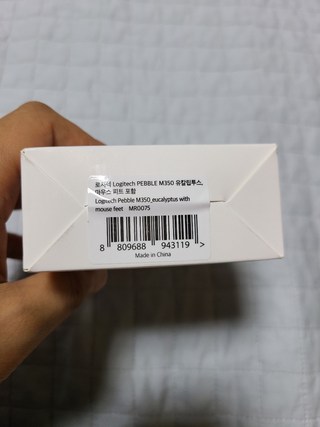 로지텍 Logitech PEBBLE M350 유칼립투스,
마우스 피트 포함
Logitech Pebble M350_eucalyptus with
mouse feet MR0075
8 809688 943119 >
Made in China